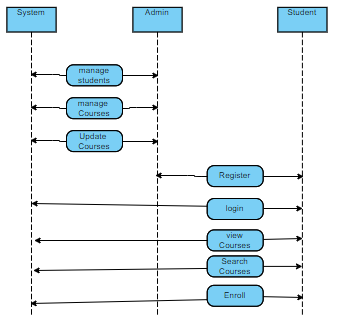 System Admin Student
manage
students
manage
Courses
Update
Courses
Register
login
view
Courses
Search
Courses
Enroll